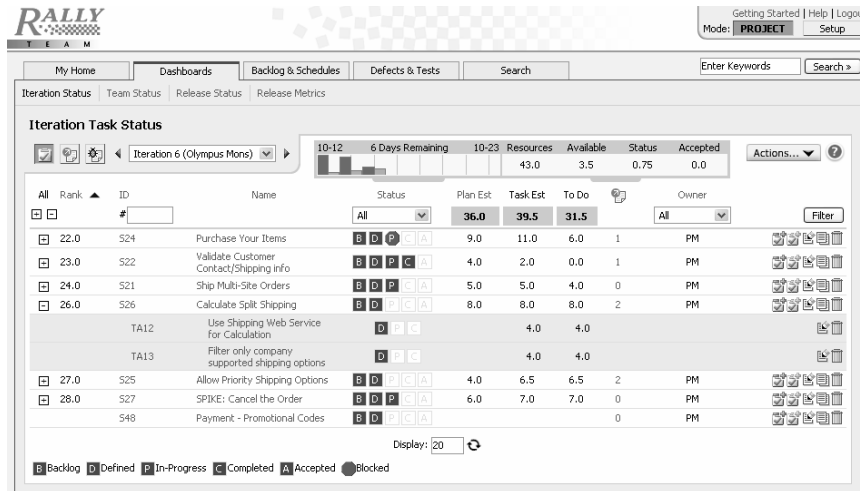 RALLY
TEAM
Getting Started | Help | Logou
Mode: PROJECT Setup
My Home Dashboards Backlog & Schedules Defects & Tests Search
Enter Keywords Search »
Iteration Status Team Status Release Status Release Metrics
Iteration Task Status
Iteration 6 (Olympus Mons)
10-12 6 Days Remaining 10-23 Resources Available Status Accepted
43.0 3.5 0.75 0.0
Actions...
All Rank ID Name Status Plan Est Task Est To Do Owner
# All 36.0 39.5 31.5 All Filter
22.0 S24 Purchase Your Items B D P C A 9.0 11.0 6.0 1 PM
23.0 S22 Validate Customer
Contact/Shipping info B D P C A 4.0 2.0 0.0 1 PM
24.0 S21 Ship Multi-Site Orders B D P C A 5.0 5.0 4.0 0 PM
26.0 S26 Calculate Split Shipping B D P C A 8.0 8.0 8.0 2 PM
TA12 Use Shipping Web Service
for Calculation D P C 4.0 4.0
TA13 Filter only company
supported shipping options D P C 4.0 4.0
27.0 S25 Allow Priority Shipping Options B D P C A 4.0 6.5 6.5 2 PM
28.0 S27 SPIKE: Cancel the Order B D P C A 6.0 7.0 7.0 0 PM
S48 Payment - Promotional Codes B D P C A 0 PM
Display: 20
B Backlog D Defined P In-Progress C Completed A Accepted Blocked